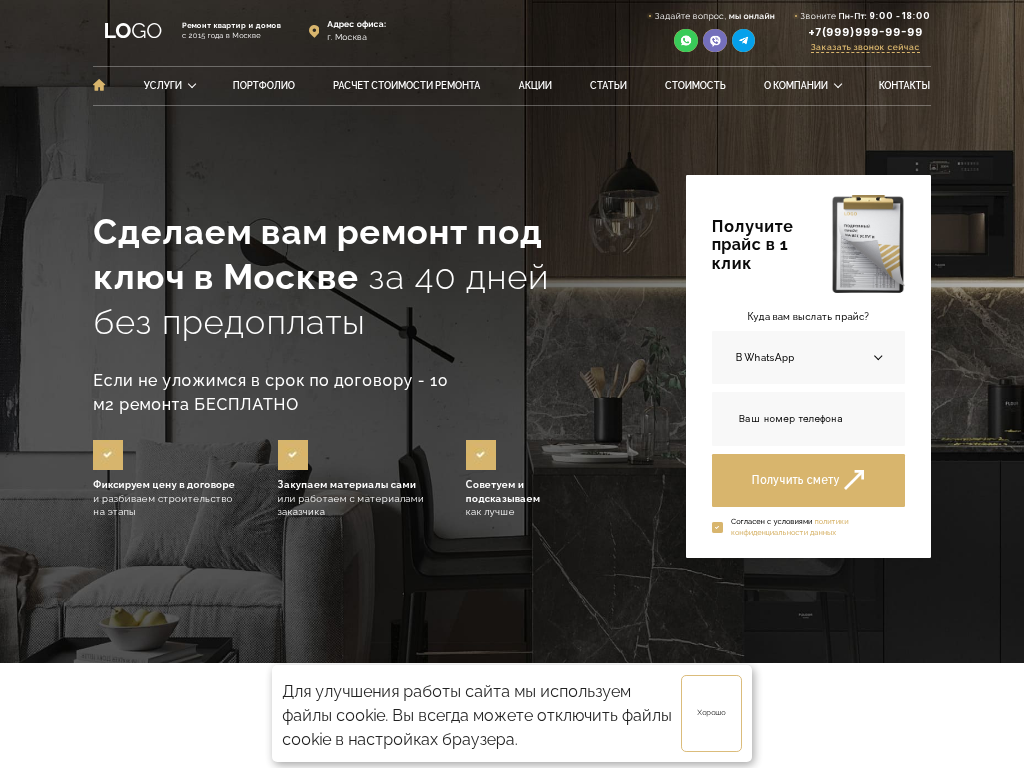 LOGO
Ремонт квартир и домов
с 2015 года в Москве
Адрес офиса:
г. Москва
Задайте вопрос, мы онлайн
Звоните Пн-Пт: 9:00 - 18:00
+7(999)999-99-99
Заказать звонок сейчас
УСЛУГИ
ПОРТФОЛИО
РАСЧЕТ СТОИМОСТИ РЕМОНТА
АКЦИИ
СТАТЬИ
СТОИМОСТЬ
О КОМПАНИИ
КОНТАКТЫ
Сделаем вам ремонт под
ключ в Москве за 40 дней
без предоплаты
Если не уложимся в срок по договору - 10
м2 ремонта БЕСПЛАТНО
Фиксируем цену в договоре
и разбиваем строительство
на этапы
Закупаем материалы сами
или работаем с материалами
заказчика
Советуем и
подсказываем
как лучше
Получите
прайс в 1
клик
LOGO
Куда вам выслать прайс?
В WhatsApp
Ваш номер телефона
Получить смету
Согласен с условиями политики
конфиденциальности данных
Для улучшения работы сайта мы используем
файлы cookie. Вы всегда можете отключить файлы
cookie в настройках браузера.
Хорошо